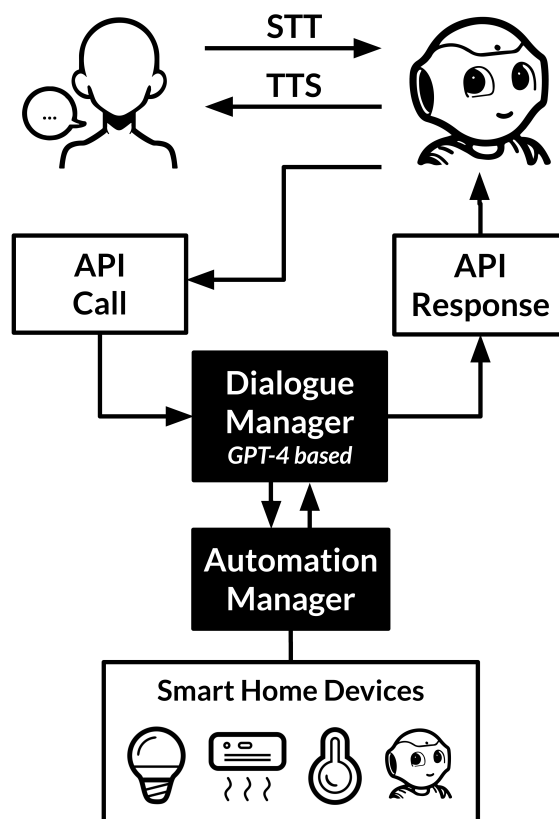 STT
TTS
...
API
Call
API
Response
Dialogue
Manager
GPT-4 based
Automation
Manager
Smart Home Devices